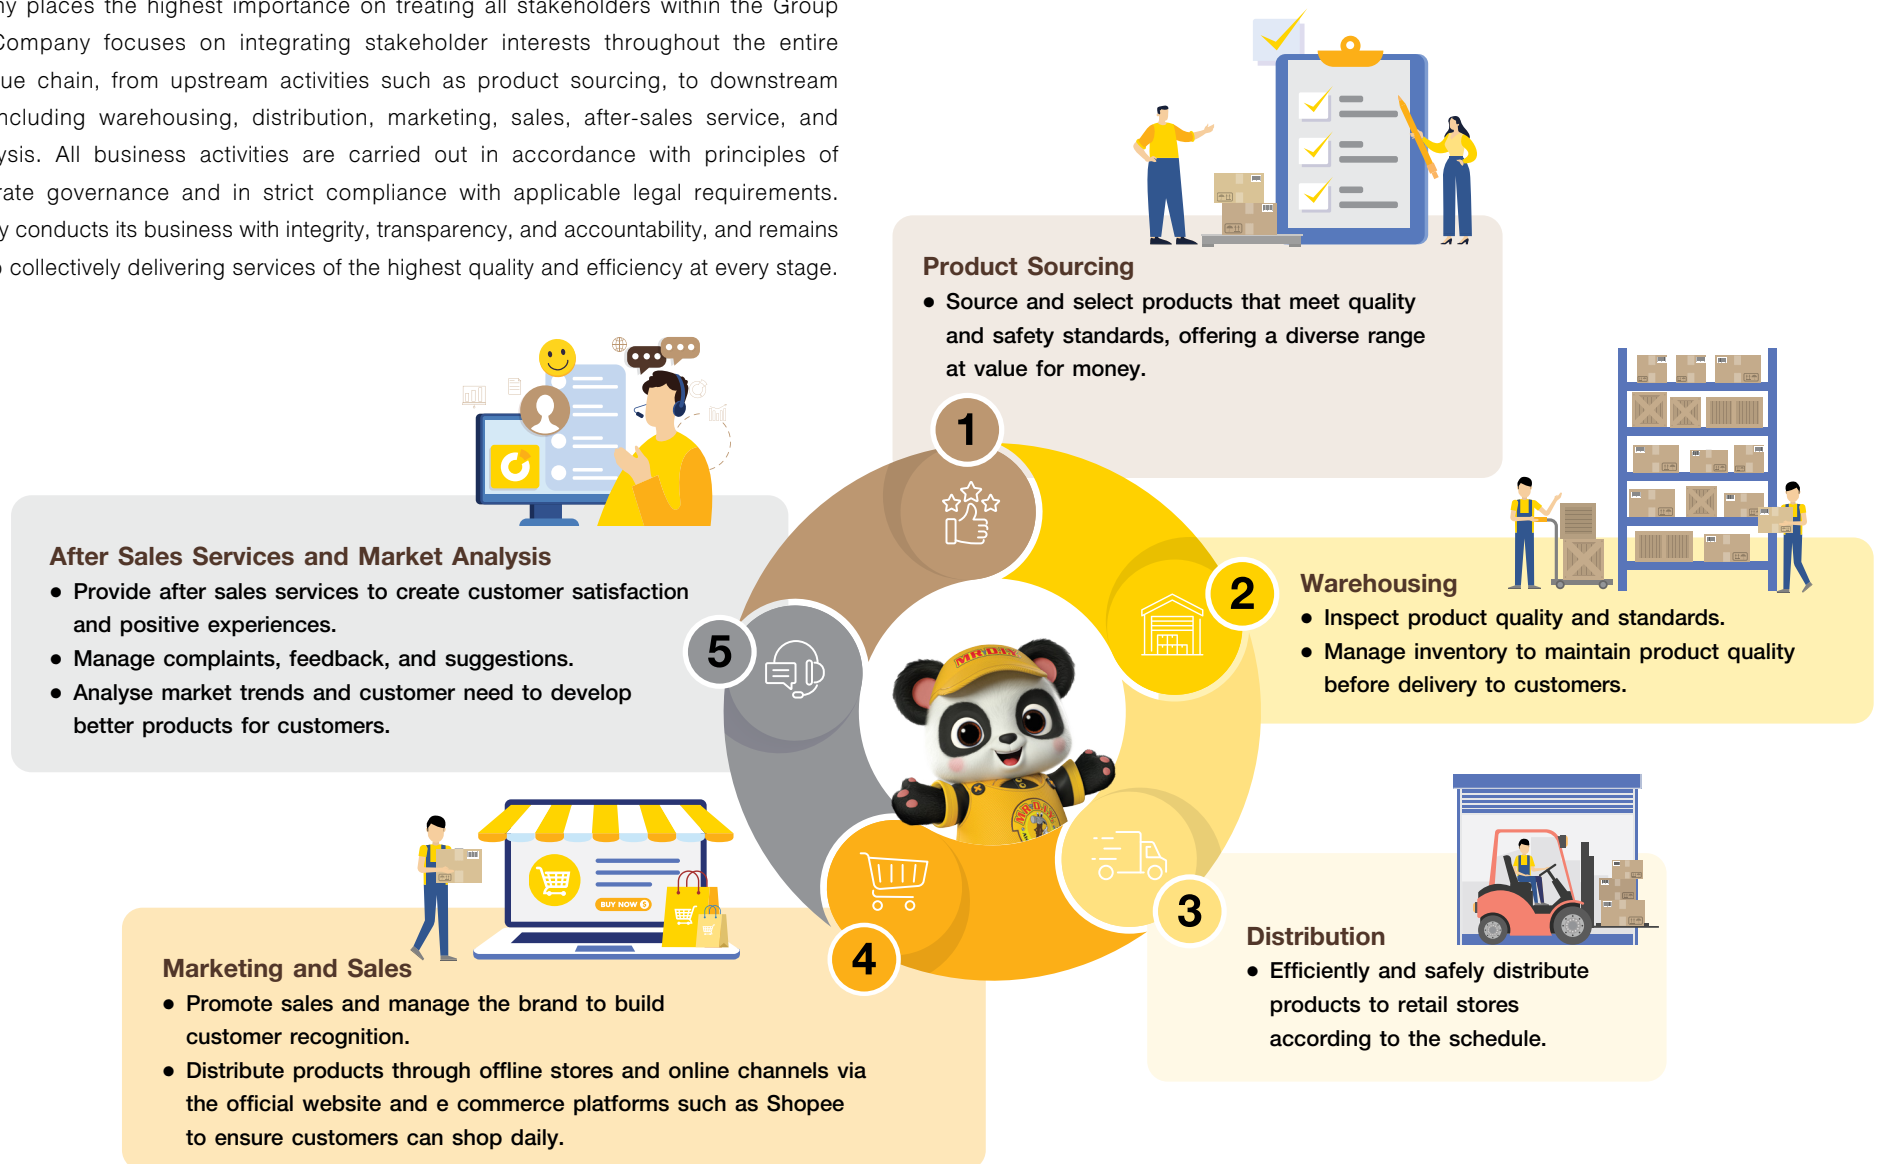 places the highest importance on treating all stakeholders within the Group
Company focuses on integrating stakeholder interests throughout the entire
chain, from upstream activities such as product sourcing, to downstream
including warehousing, distribution, marketing, sales, after-sales service, and
All business activities are carried out in accordance with principles of
governance and in strict compliance with applicable legal requirements.
conducts its business with integrity, transparency, and accountability, and remains
collectively delivering services of the highest quality and efficiency at every stage.
Product Sourcing
• Source and select products that meet quality
and safety standards, offering a diverse range
at value for money.
1
After Sales Services and Market Analysis
• Provide after sales services to create customer satisfaction
and positive experiences.
• Manage complaints, feedback, and suggestions.
• Analyse market trends and customer need to develop
better products for customers.
5
2
Warehousing
• Inspect product quality and standards.
• Manage inventory to maintain product quality
before delivery to customers.
MR.D.I.Y.
MR.D.I.Y.
BUY NOW $
4
3
Marketing and Sales
• Promote sales and manage the brand to build
customer recognition.
• Distribute products through offline stores and online channels via
the official website and e commerce platforms such as Shopee
to ensure customers can shop daily.
Distribution
• Efficiently and safely distribute
products to retail stores
according to the schedule.